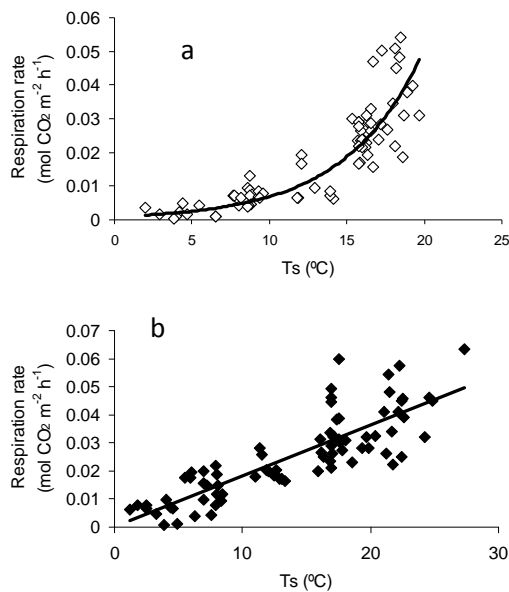 a
Respiration rate
(mol CO₂ m⁻² h⁻¹)
0.06
0.05
0.04
0.03
0.02
0.01
0
0 5 10 15 20 25
Ts (ºC)
b
Respiration rate
(mol CO₂ m⁻² h⁻¹)
0.07
0.06
0.05
0.04
0.03
0.02
0.01
0
0 10 20 30
Ts (ºC)